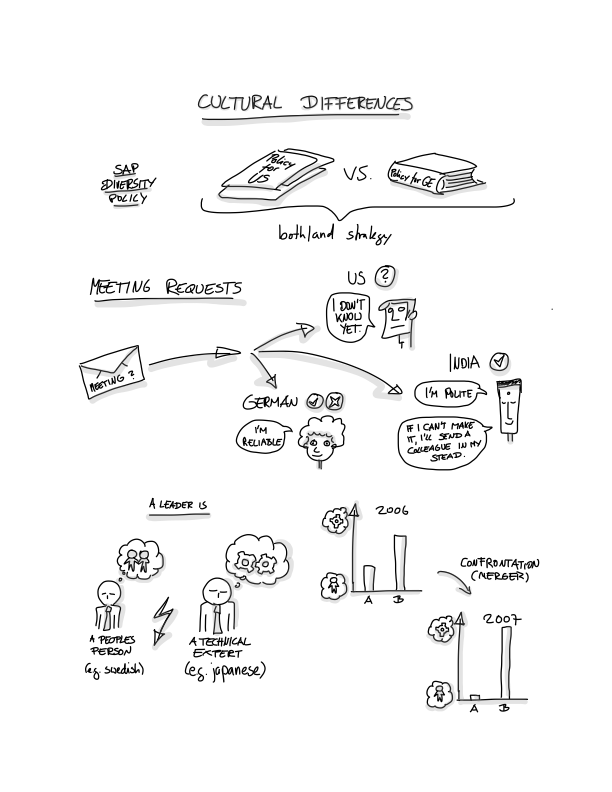 CULTURAL DIFFERENCES
SAP
DIVERSITY
POLICY
Policy
for
US
VS.
Policy for GE
both/and strategy
MEETING REQUESTS
US ?
I DON'T
KNOW
YET.
MEETING?
INDIA
I'M POLITE
IF I CAN'T MAKE
IT, I'LL SEND A
COLLEAGUE IN MY
STEAD.
GERMAN
I'M
RELIABLE
A LEADER IS
A PEOPLES
PERSON
(e.g. swedish)
A TECHNICAL
EXTERT
(e.g. japanese)
2006
A B
CONFRONTATION
(MERGER)
2007
A B